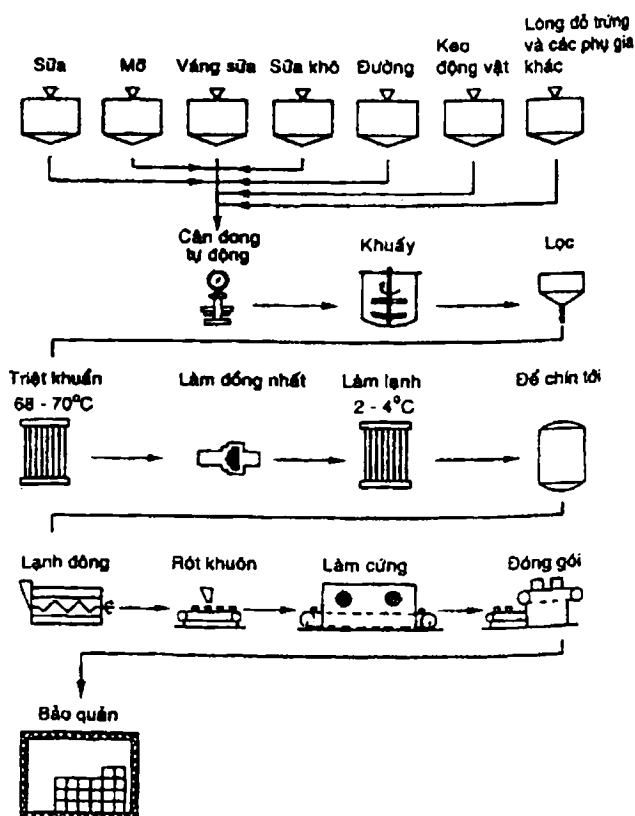 Sữa
Mỡ
Váng sữa
Sữa khô
Đường
Keo
động vật
Lòng đỏ trứng
và các phụ gia
khác
Cân đong
tự động
Khuấy
Lọc
Triệt khuẩn
68 - 70°C
Làm đồng nhất
Làm lạnh
2 - 4°C
Để chín tới
Lạnh đông
Rót khuôn
Làm cứng
Đóng gói
Bảo quản